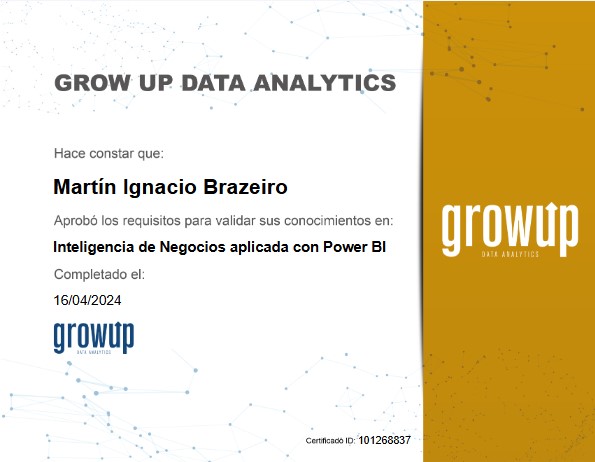 GROW UP DATA ANALYTICS
Hace constar que:
Martín Ignacio Brazeiro
Aprobó los requisitos para validar sus conocimientos en:
Inteligencia de Negocios aplicada con Power BI
Completado el:
16/04/2024
growup
DATA ANALYTICS
growup
DATA ANALYTICS
Certificado ID: 101268837